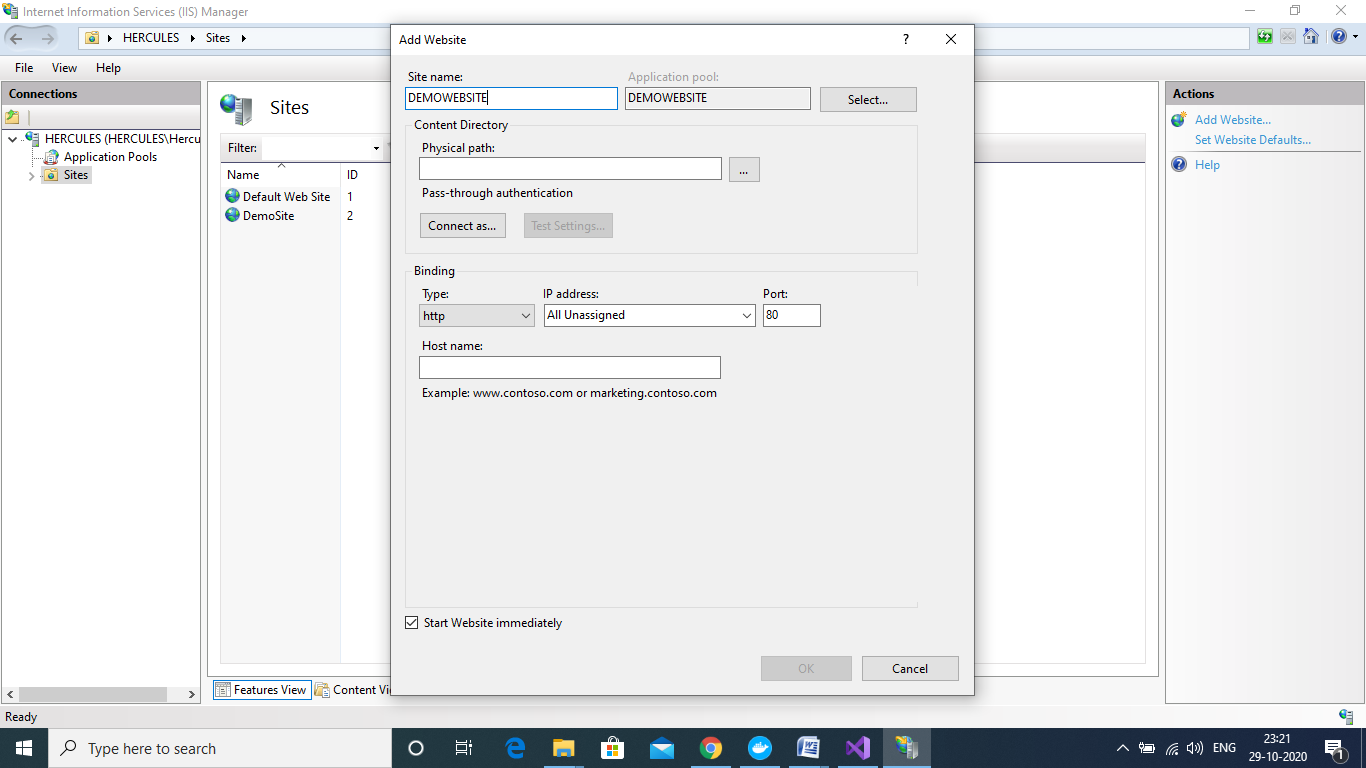 Internet Information Services (IIS) Manager
HERCULES
Sites
File View Help
Connections
HERCULES (HERCULES\Hercu
Application Pools
Sites
Sites
Filter:
Name ID
Default Web Site 1
DemoSite 2
Features View
Content Vi
Add Website
?
Site name:
Application pool:
DEMOWEBSITE
DEMOWEBSITE
Select...
Content Directory
Physical path:
...
Pass-through authentication
Connect as...
Test Settings...
Binding
Type:
IP address:
Port:
http
All Unassigned
80
Host name:
Example: www.contoso.com or marketing.contoso.com
Start Website immediately
OK
Cancel
Actions
Add Website...
Set Website Defaults...
Help
Ready
Type here to search
ENG
23:21
29-10-2020
1